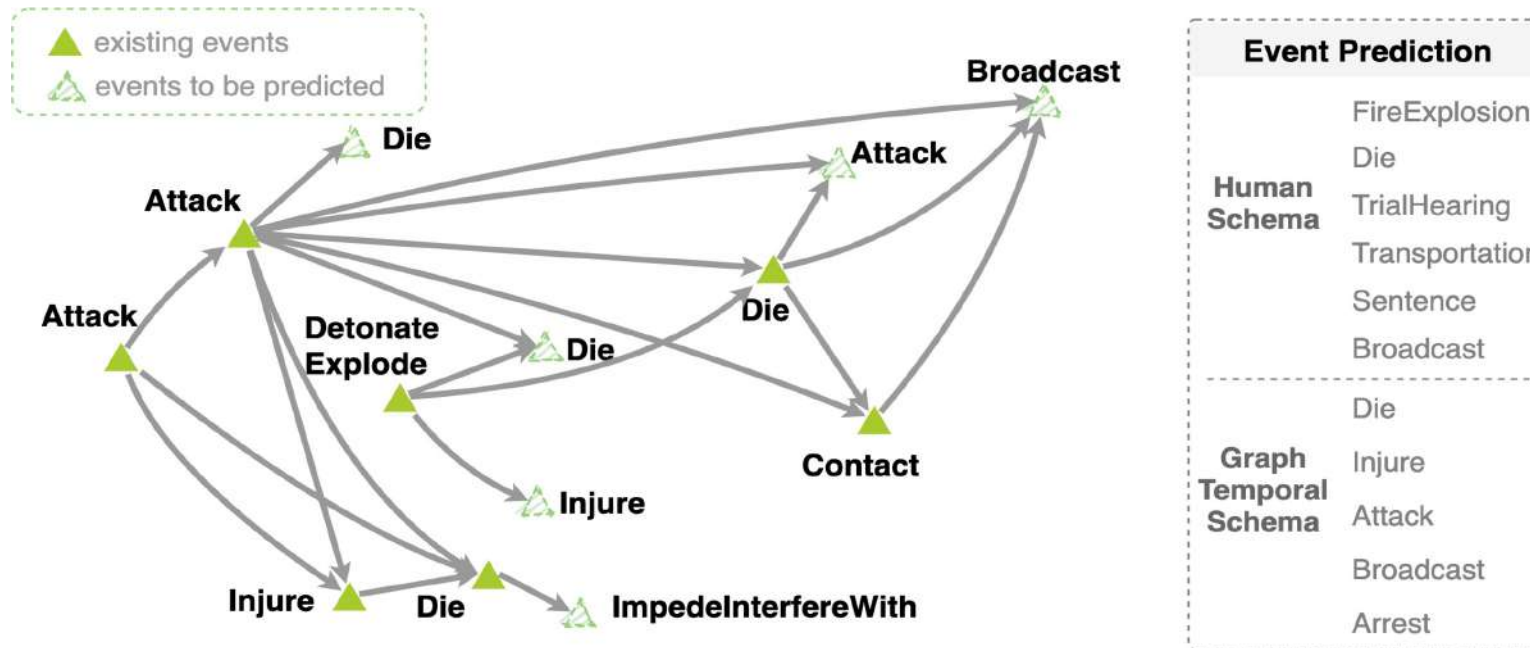 existing events
events to be predicted
Broadcast
Die
Attack
Attack
Attack
Die
Detonate
Explode
Die
Contact
Injure
Injure
Die
ImpedeInterfereWith
Event Prediction
Human
Schema
FireExplosion
Die
TrialHearing
Transportation
Sentence
Broadcast
Graph
Temporal
Schema
Die
Injure
Attack
Broadcast
Arrest